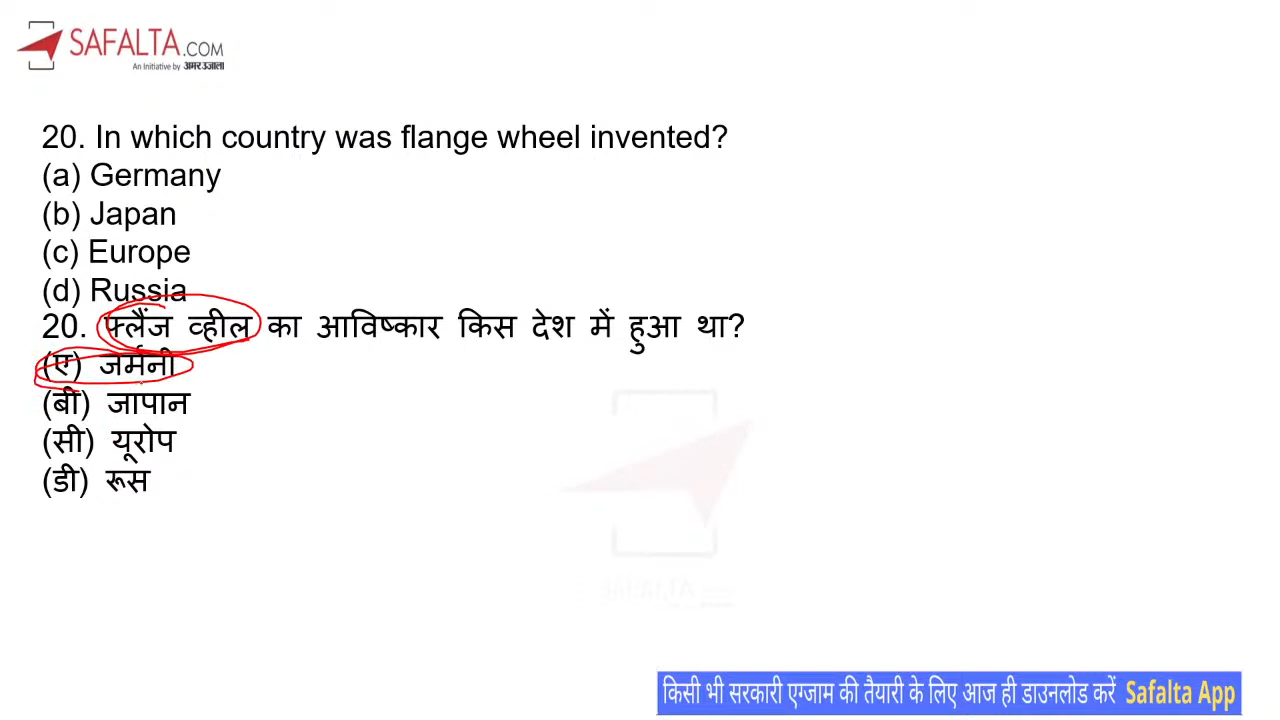 SAFALTA.COM
An Initiative by अमर उजाला
20. In which country was flange wheel invented?
(a) Germany
(b) Japan
(c) Europe
(d) Russia
20. फ्लैंज व्हील का आविष्कार किस देश में हुआ था?
(ए) जर्मनी
(बी) जापान
(सी) यूरोप
(डी) रूस
किसी भी सरकारी एग्जाम की तैयारी के लिए आज ही डाउनलोड करें Safalta App